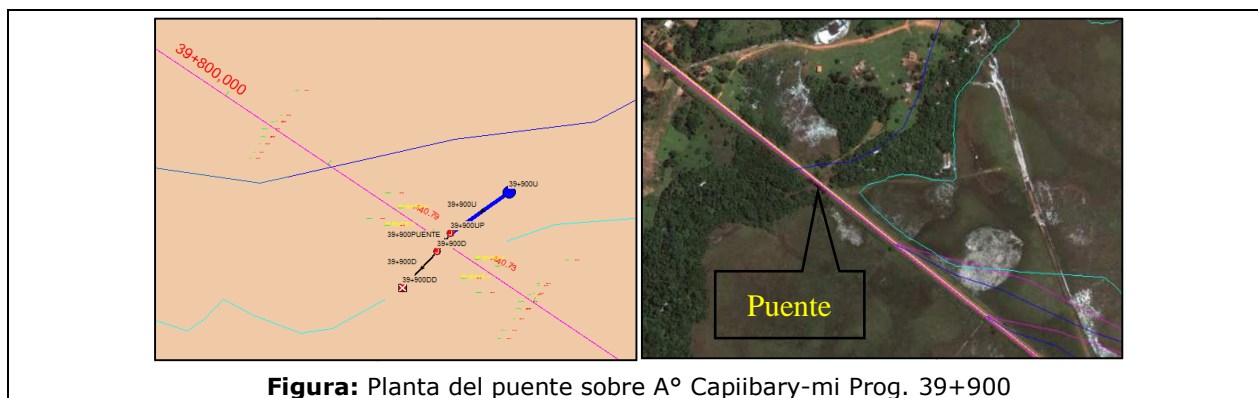 39+800,000
39+900U
39+900U
-140.79
39+900UP
39+900PUENTE
39+900D
39+900D
-140.73
39+900DD
Puente
Figura: Planta del puente sobre A° Capiibary-mi Prog. 39+900